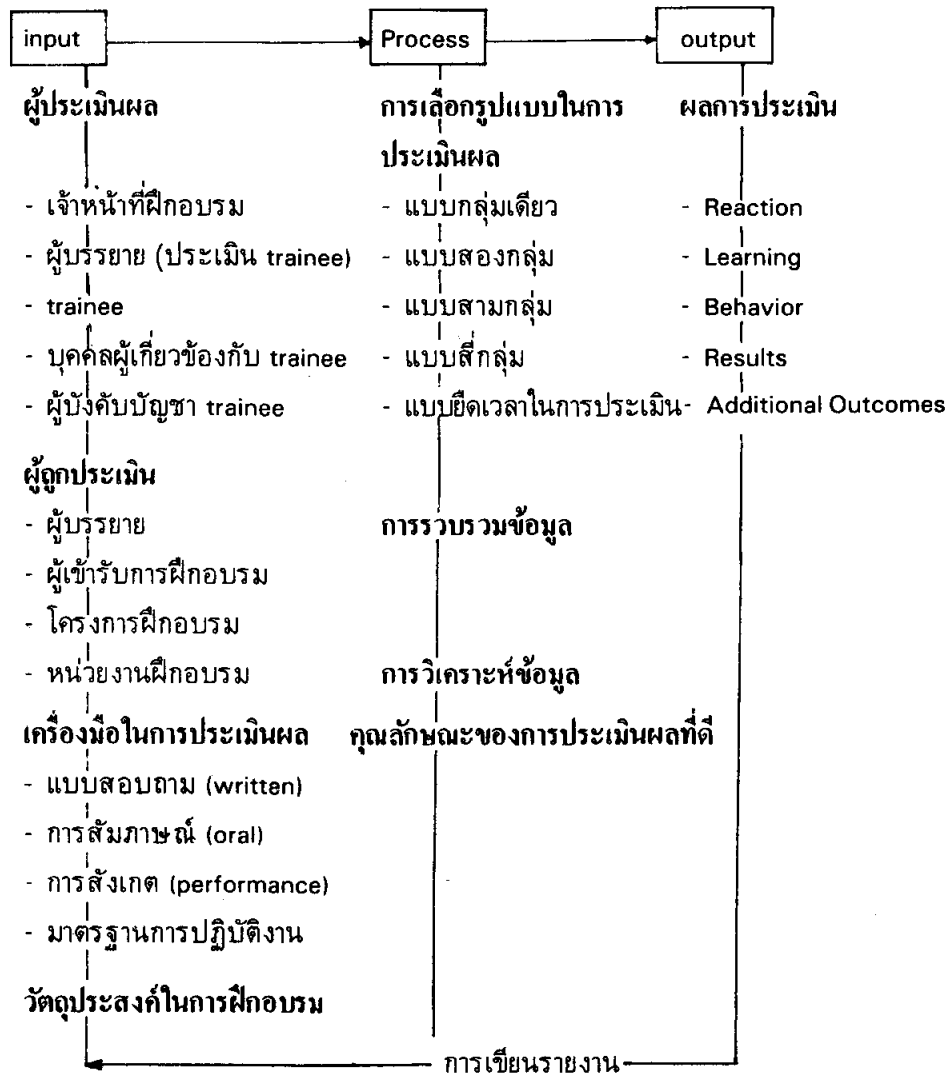 input Process output
ผู้ประเมินผล การเลือกรูปแบบในการ ผลการประเมิน
ประเมินผล
- เจ้าหน้าที่ฝึกอบรม - แบบกลุ่มเดียว - Reaction
- ผู้บรรยาย (ประเมิน trainee) - แบบสองกลุ่ม - Learning
- trainee - แบบสามกลุ่ม - Behavior
- บุคคลผู้เกี่ยวข้องกับ trainee - แบบสี่กลุ่ม - Results
- ผู้บังคับบัญชา trainee - แบบยืดเวลาในการประเมิน - Additional Outcomes
ผู้ถูกประเมิน
- ผู้บรรยาย การรวบรวมข้อมูล
- ผู้เข้ารับการฝึกอบรม
- โครงการฝึกอบรม
- หน่วยงานฝึกอบรม การวิเคราะห์ข้อมูล
เครื่องมือในการประเมินผล คุณลักษณะของการประเมินผลที่ดี
- แบบสอบถาม (written)
- การสัมภาษณ์ (oral)
- การสังเกต (performance)
- มาตรฐานการปฏิบัติงาน
วัตถุประสงค์ในการฝึกอบรม
การเขียนรายงาน